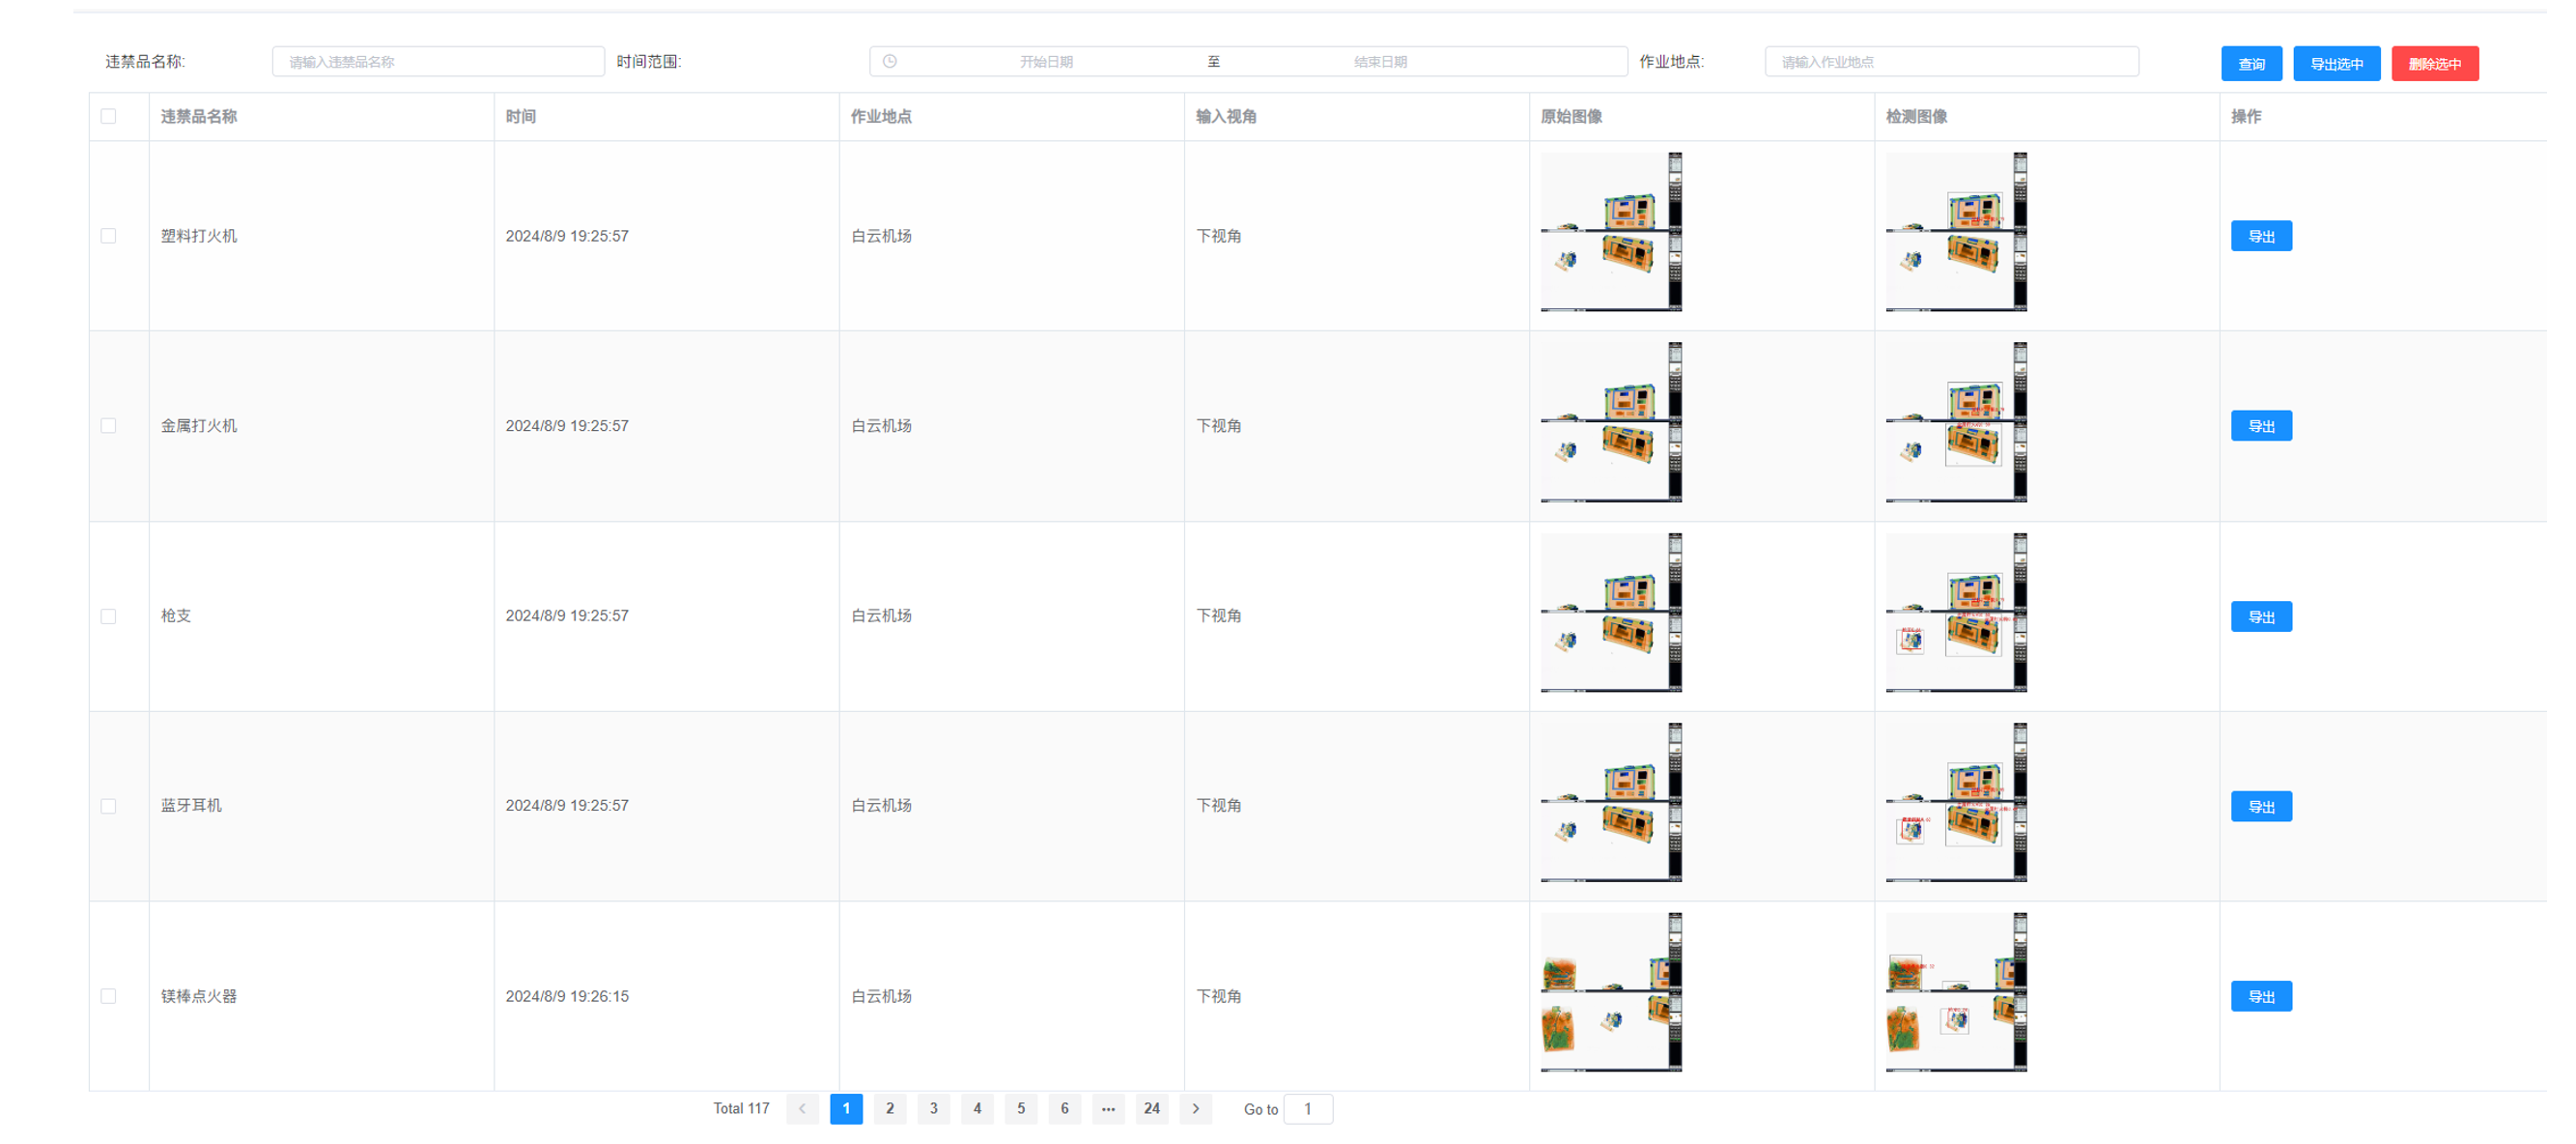 违禁品名称: 请输入违禁品名称 时间范围: 开始日期 至 结束日期 作业地点: 请输入作业地点 查询 导出选中 删除选中
违禁品名称 时间 作业地点 输入视角 原始图像 检测图像 操作
塑料打火机 2024/8/9 19:25:57 白云机场 下视角 导出
金属打火机 2024/8/9 19:25:57 白云机场 下视角 导出
枪支 2024/8/9 19:25:57 白云机场 下视角 导出
蓝牙耳机 2024/8/9 19:25:57 白云机场 下视角 导出
镁棒点火器 2024/8/9 19:26:15 白云机场 下视角 导出
Total 117 1 2 3 4 5 6 ••• 24 Go to 1